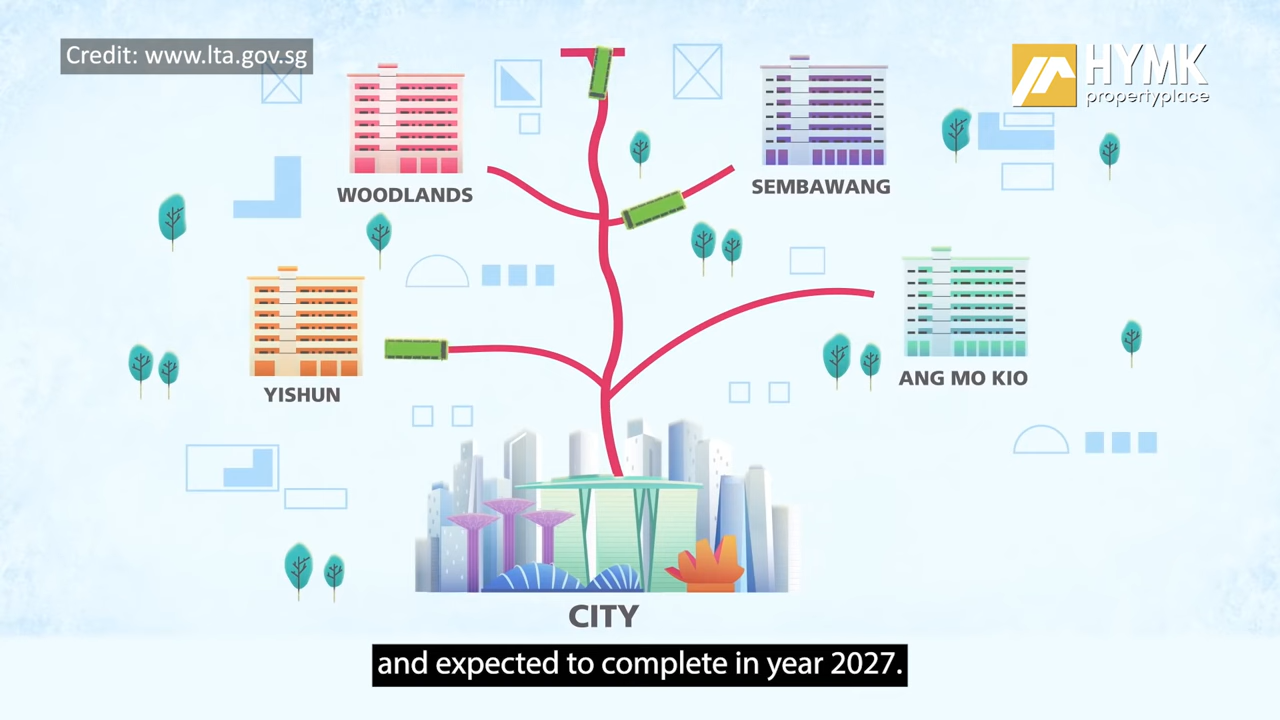 Credit: www.lta.gov.sg
HYMK
propertyplace
WOODLANDS
SEMBAWANG
YISHUN
ANG MO KIO
CITY
and expected to complete in year 2027.